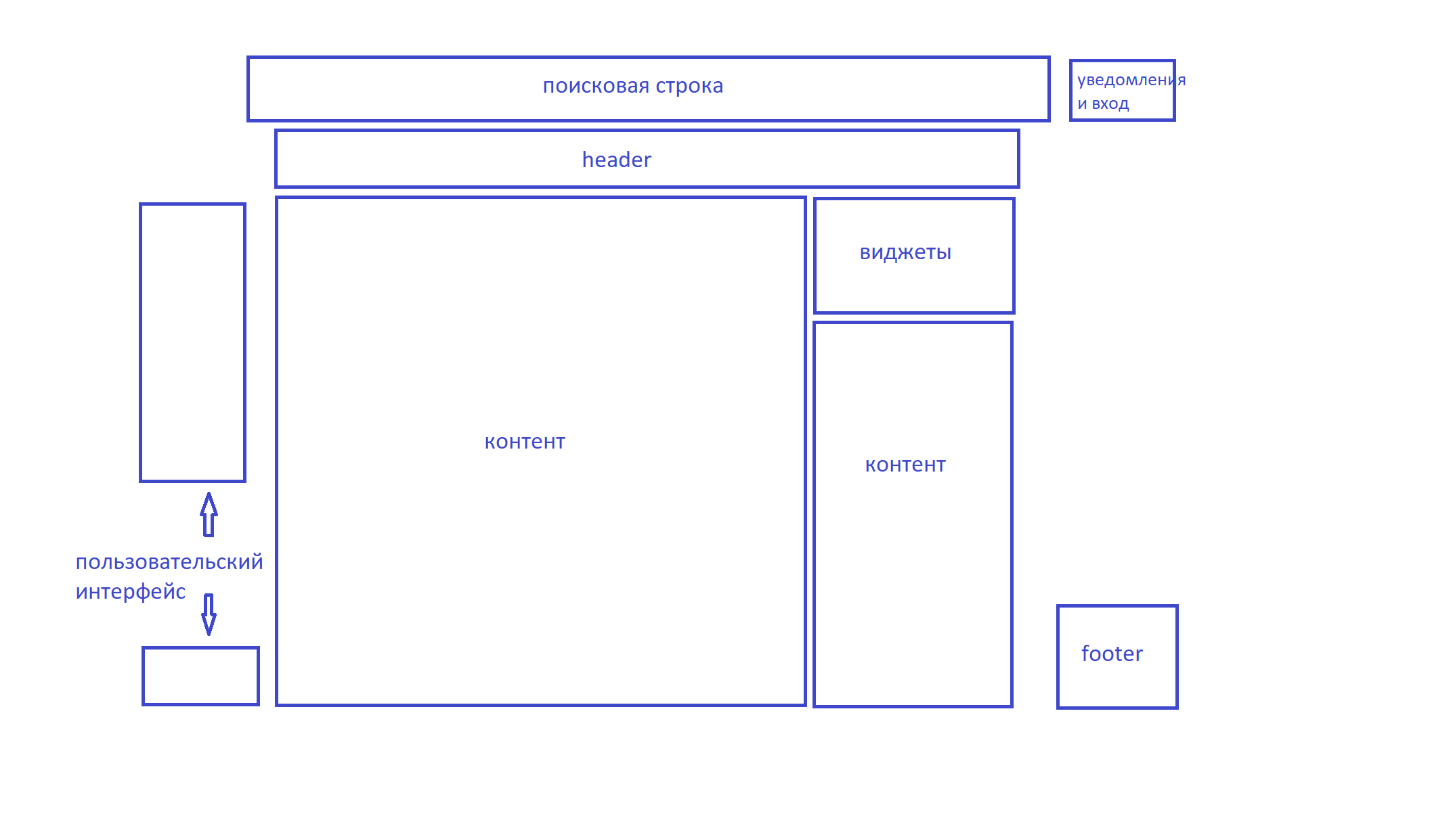 поисковая строка
уведомления
и вход
header
виджеты
контент
контент
пользовательский
интерфейс
footer